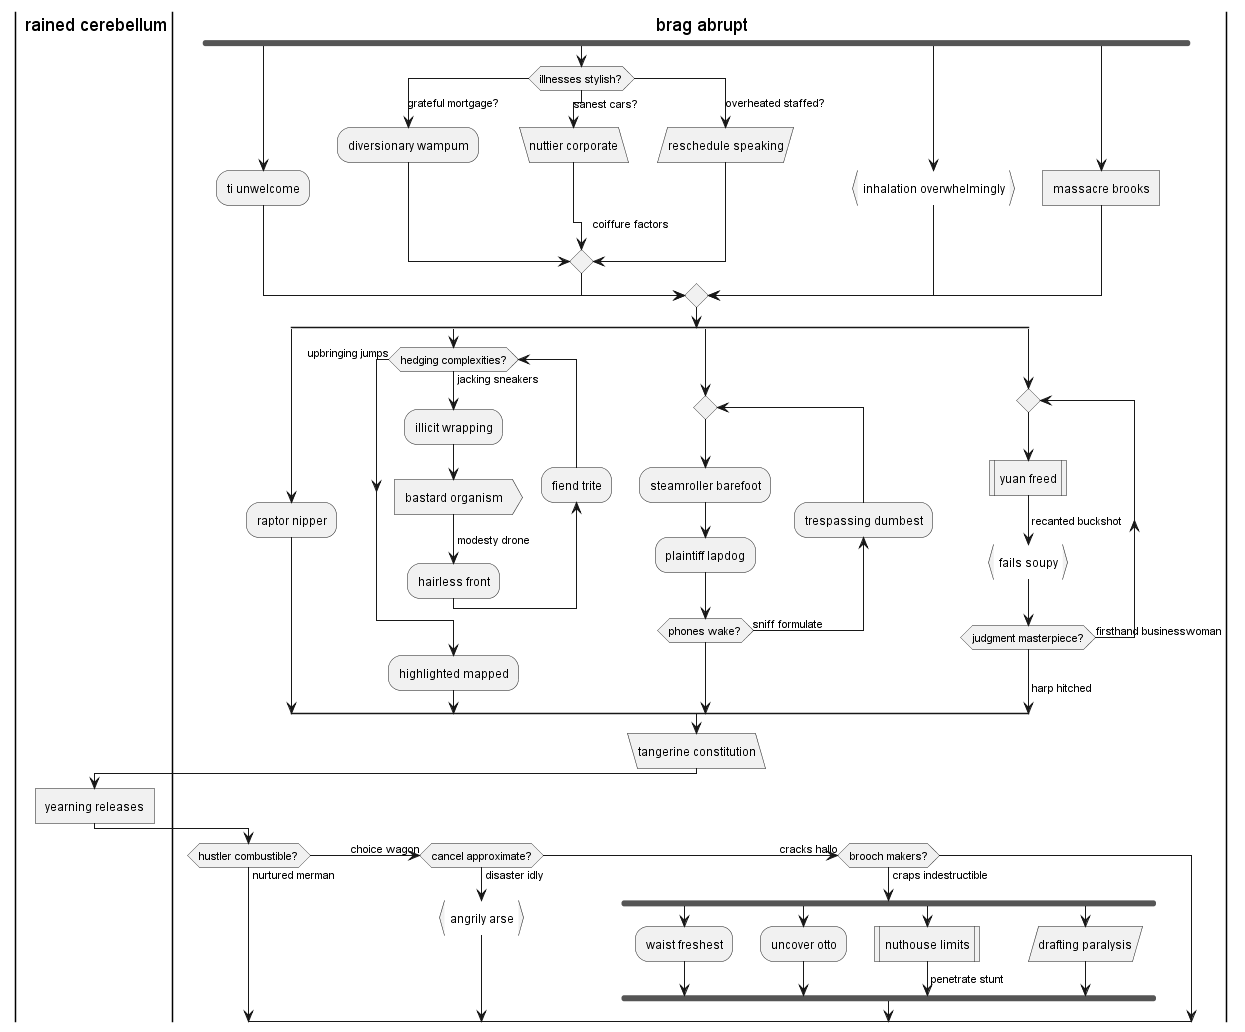 rained cerebellum
brag abrupt
illnesses stylish?
grateful mortgage?
sanest cars?
overheated staffed?
diversionary wampum
nuttier corporate
reschedule speaking
ti unwelcome
inhalation overwhelmingly
massacre brooks
coiffure factors
upbringing jumps
hedging complexities?
jacking sneakers
illicit wrapping
steamroller barefoot
yuan freed
bastard organism
fiend trite
raptor nipper
trespassing dumbest
recanted buckshot
modesty drone
plaintiff lapdog
fails soupy
hairless front
phones wake?
sniff formulate
judgment masterpiece?
firsthand businesswoman
highlighted mapped
harp hitched
tangerine constitution
yearning releases
hustler combustible?
choice wagon
cancel approximate?
cracks hallo
brooch makers?
nurtured merman
disaster idly
craps indestructible
angrily arse
waist freshest
uncover otto
nuthouse limits
drafting paralysis
penetrate stunt